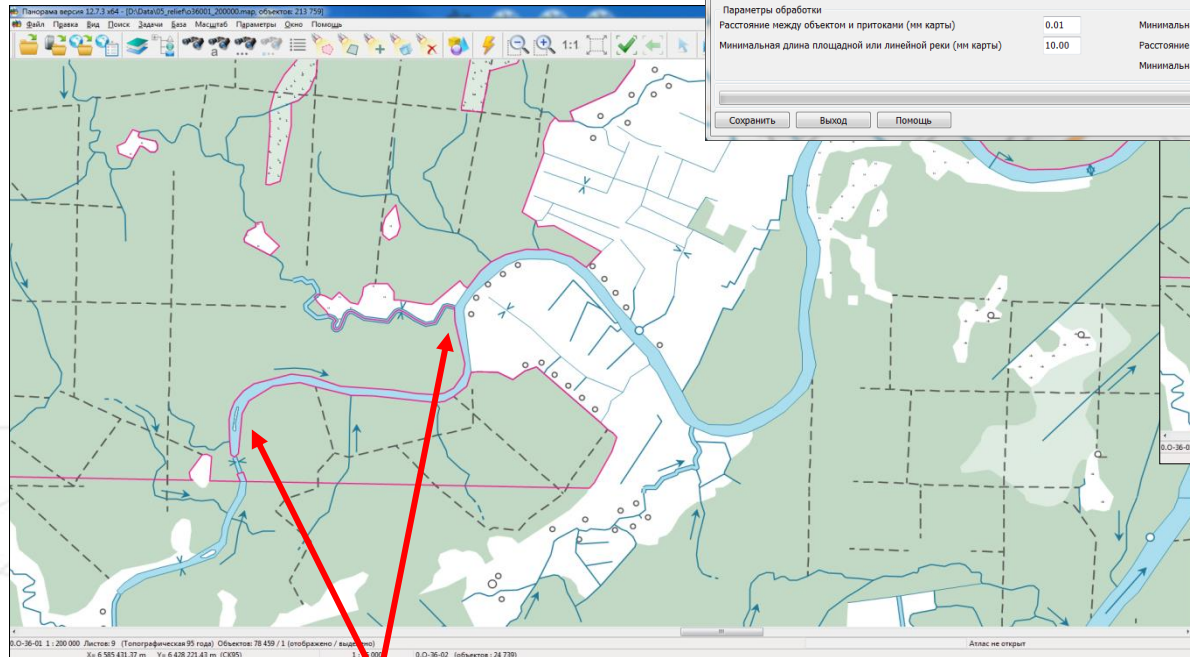 Панорама версия 12.7.3 x64 - [D:\Data\05_relief\o36001_200000.map, объектов: 213 759]
Файл Правка Вид Поиск Задачи База Масштаб Параметры Окно Помощь
1:1
Параметры обработки
Расстояние между объектом и притоками (мм карты) 0.01 Минимальн
Минимальная длина площадной или линейной реки (мм карты) 10.00 Расстояние
Минимальн
Сохранить Выход Помощь
0.O-36-0
0.O-36-01 1 : 200 000 Листов: 9 (Топографическая 95 года) Объектов: 78 459 / 1 (отображено / Атлас не открыт
X= 6 585 431.37 m Y= 6 428 221.43 m (СК95) 0.O-36-02 (объектов : 24 739)